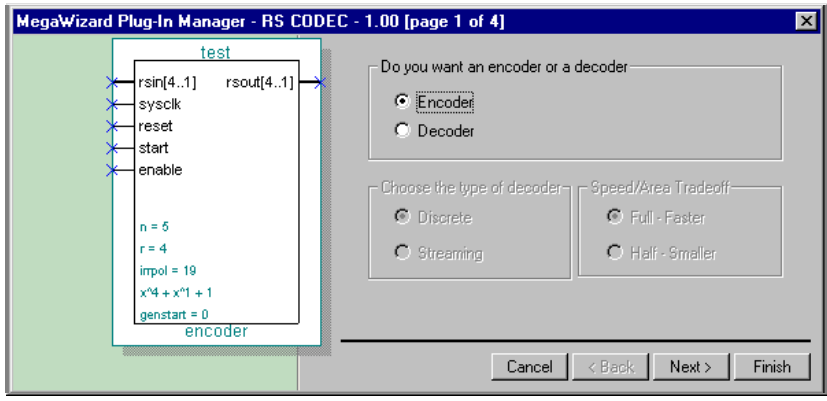 MegaWizard Plug-In Manager - RS CODEC - 1.00 [page 1 of 4]
test
rsin[4..1] rsout[4..1]
sysclk
reset
start
enable
n = 5
r = 4
irrpol = 19
x^4 + x^1 + 1
genstart = 0
encoder
Do you want an encoder or a decoder
Encoder
Decoder
Choose the type of decoder
Discrete
Streaming
Speed/Area Tradeoff
Full - Faster
Half - Smaller
Cancel < Back Next > Finish